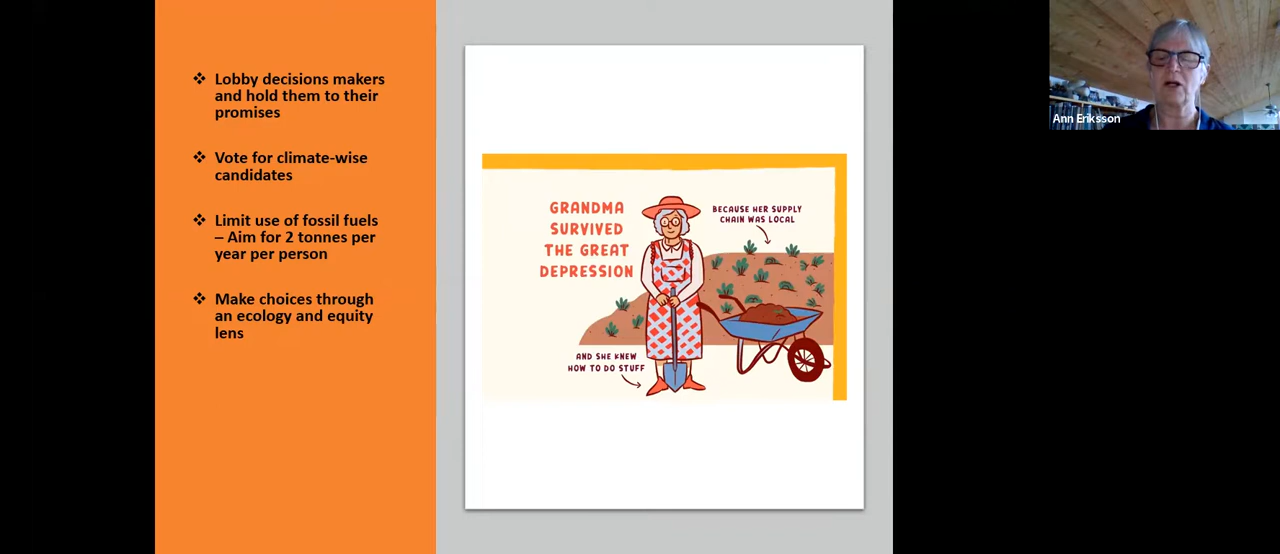 ❖ Lobby decisions makers
and hold them to their
promises
❖ Vote for climate-wise
candidates
❖ Limit use of fossil fuels
– Aim for 2 tonnes per
year per person
❖ Make choices through
an ecology and equity
lens
GRANDMA
SURVIVED
THE GREAT
DEPRESSION
BECAUSE HER SUPPLY
CHAIN WAS LOCAL
AND SHE KNEW
HOW TO DO STUFF
Ann Eriksson